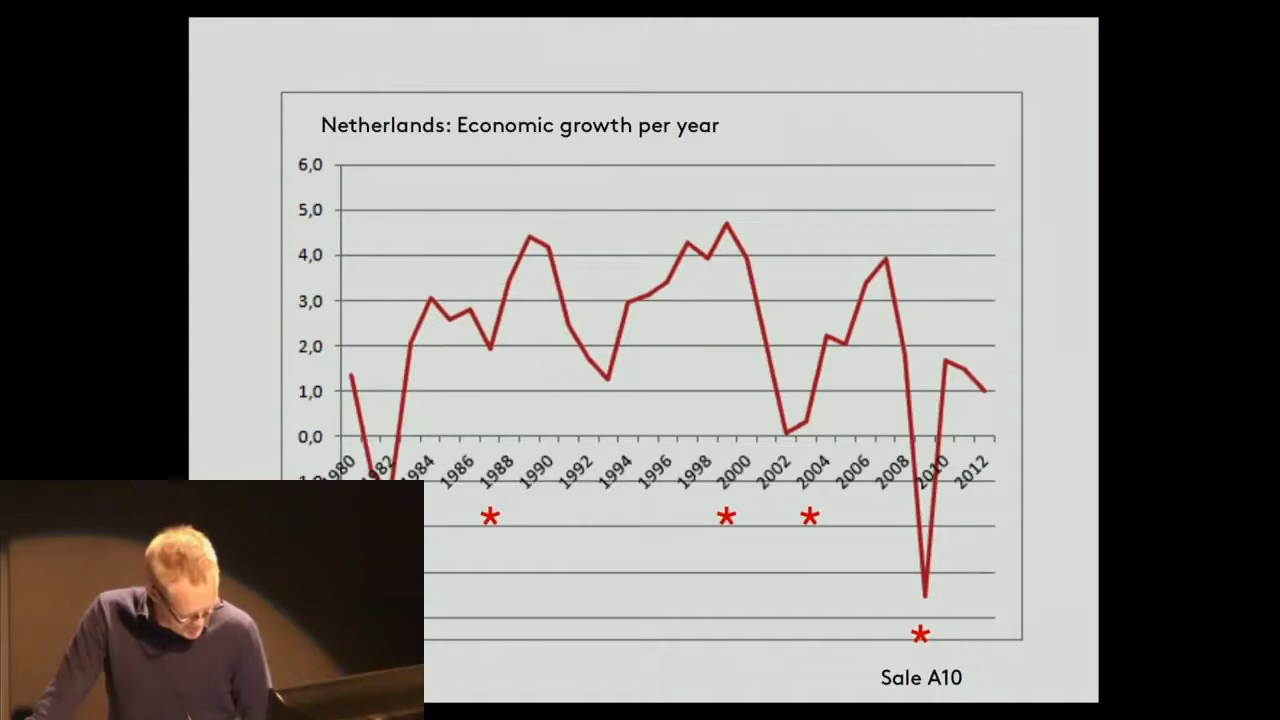 Netherlands: Economic growth per year
6,0
5,0
4,0
3,0
2,0
1,0
0,0
1980 1982 1984 1986 1988 1990 1992 1994 1996 1998 2000 2002 2004 2006 2008 2010 2012
* * *
*
Sale A10